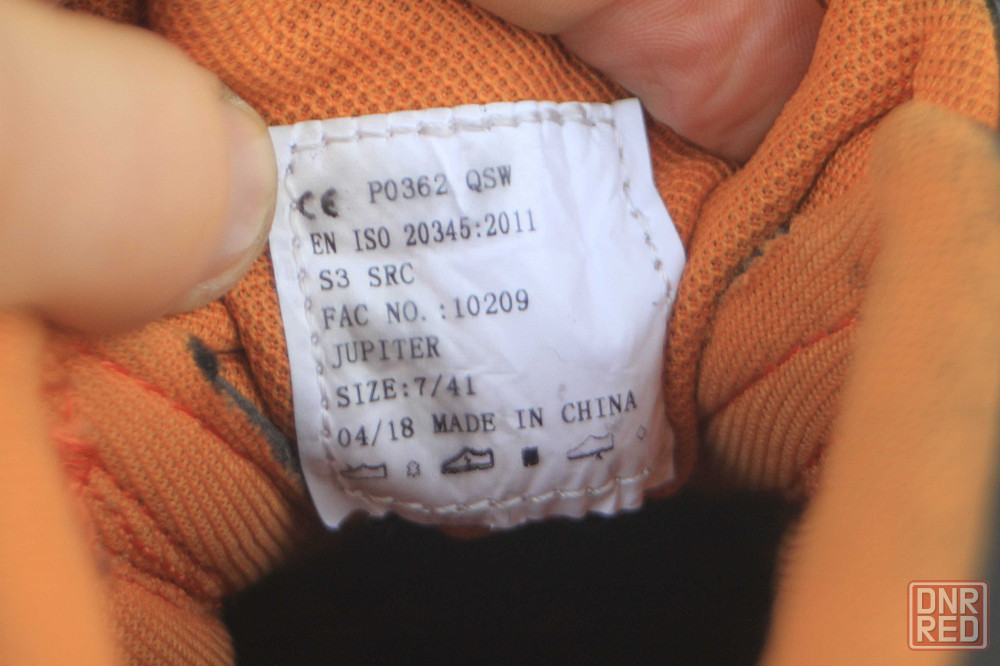 CE P0362 QSW
EN ISO 20345:2011
S3 SRC
FAC NO.:10209
JUPITER
SIZE:7/41
04/18 MADE IN CHINA
DNR
RED